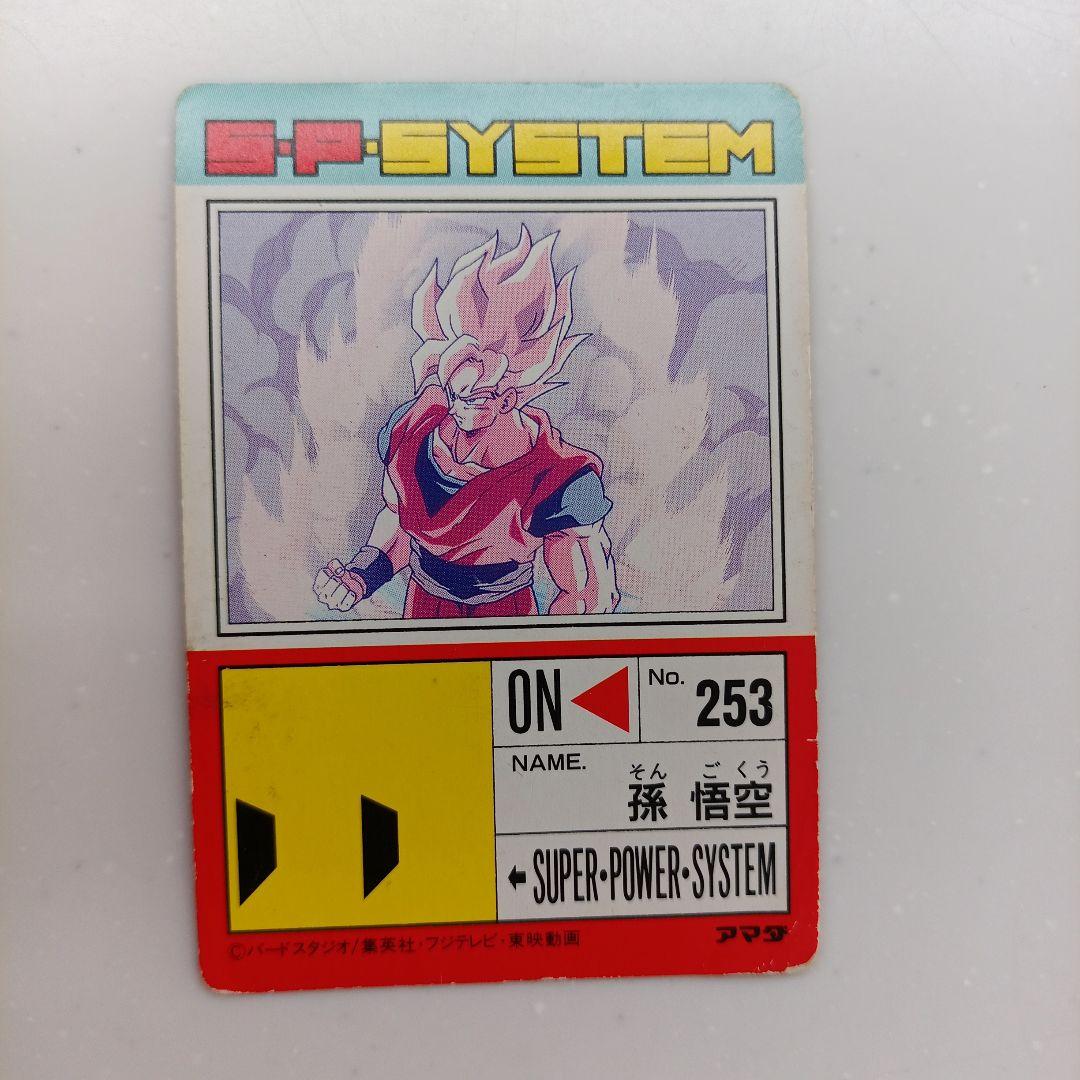 S・P・SYSTEM
ON
No. 253
NAME.
そん ご くう
孫 悟空
SUPER・POWER・SYSTEM
アマダ
©バードスタジオ/集英社・フジテレビ・東映動画